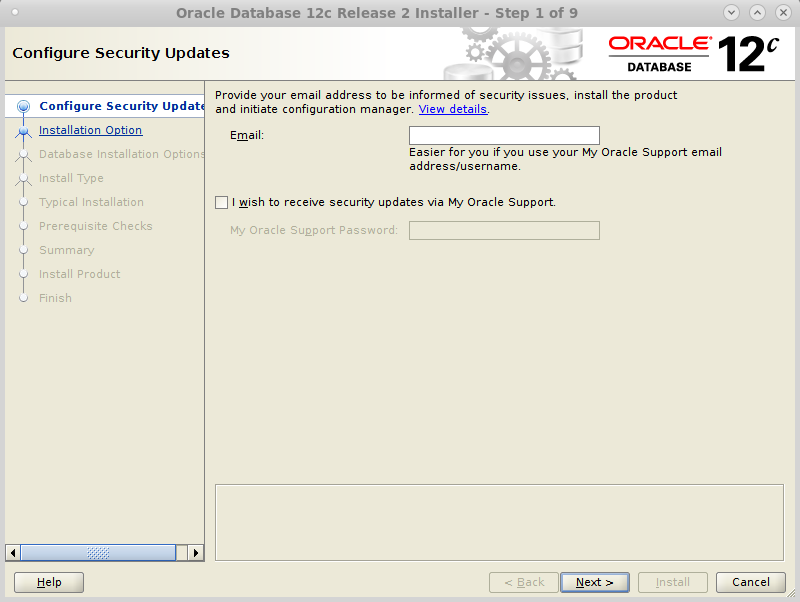 Oracle Database 12c Release 2 Installer - Step 1 of 9
Configure Security Updates
ORACLE
DATABASE
12c
Configure Security Update
Installation Option
Database Installation Options
Install Type
Typical Installation
Prerequisite Checks
Summary
Install Product
Finish
Provide your email address to be informed of security issues, install the product
and initiate configuration manager. View details.
Email:
Easier for you if you use your My Oracle Support email
address/username.
I wish to receive security updates via My Oracle Support.
My Oracle Support Password:
Help
< Back
Next >
Install
Cancel